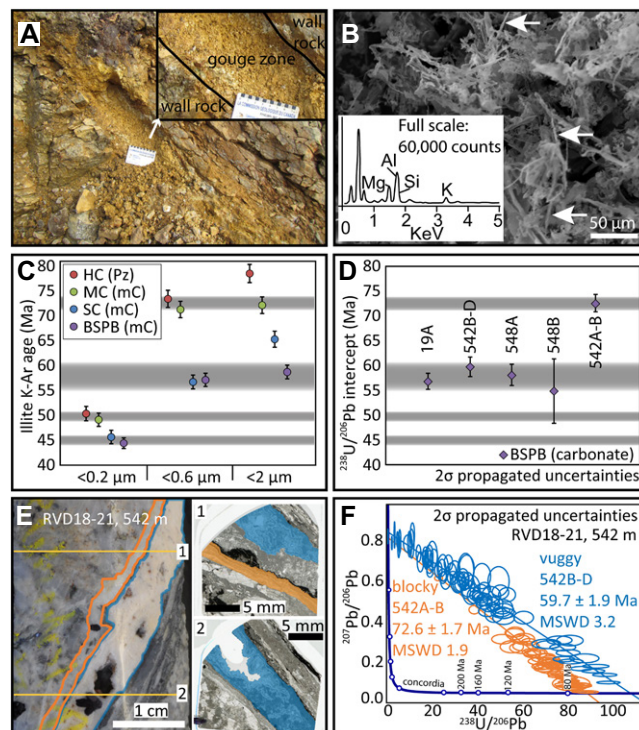 A
wall
rock
gouge zone
wall rock
B
Full scale:
60,000 counts
Al
Mg
Si
K
0 1 2 3 4 5
KeV
50 µm
C
80
75
70
65
60
55
50
45
40
Illite K-Ar age (Ma)
HC (Pz)
MC (mC)
SC (mC)
BSPB (mC)
<0.2 µm
<0.6 µm
<2 µm
D
80
75
70
65
60
55
50
45
40
238U/206Pb intercept (Ma)
19A
542B-D
548A
548B
542A-B
BSPB (carbonate)
2σ propagated uncertainties
E
RVD18-21, 542 m
1
2
1 cm
1
5 mm
2
5 mm
F
2σ propagated uncertainties
RVD18-21, 542 m
0.8
0.6
0.4
0.2
0.0
207Pb/206Pb
vuggy
542B-D
59.7 ± 1.9 Ma
MSWD 3.2
blocky
542A-B
72.6 ± 1.7 Ma
MSWD 1.9
concordia
200 Ma
160 Ma
120 Ma
80 Ma
0 20 40 60 80 100
238U/206Pb